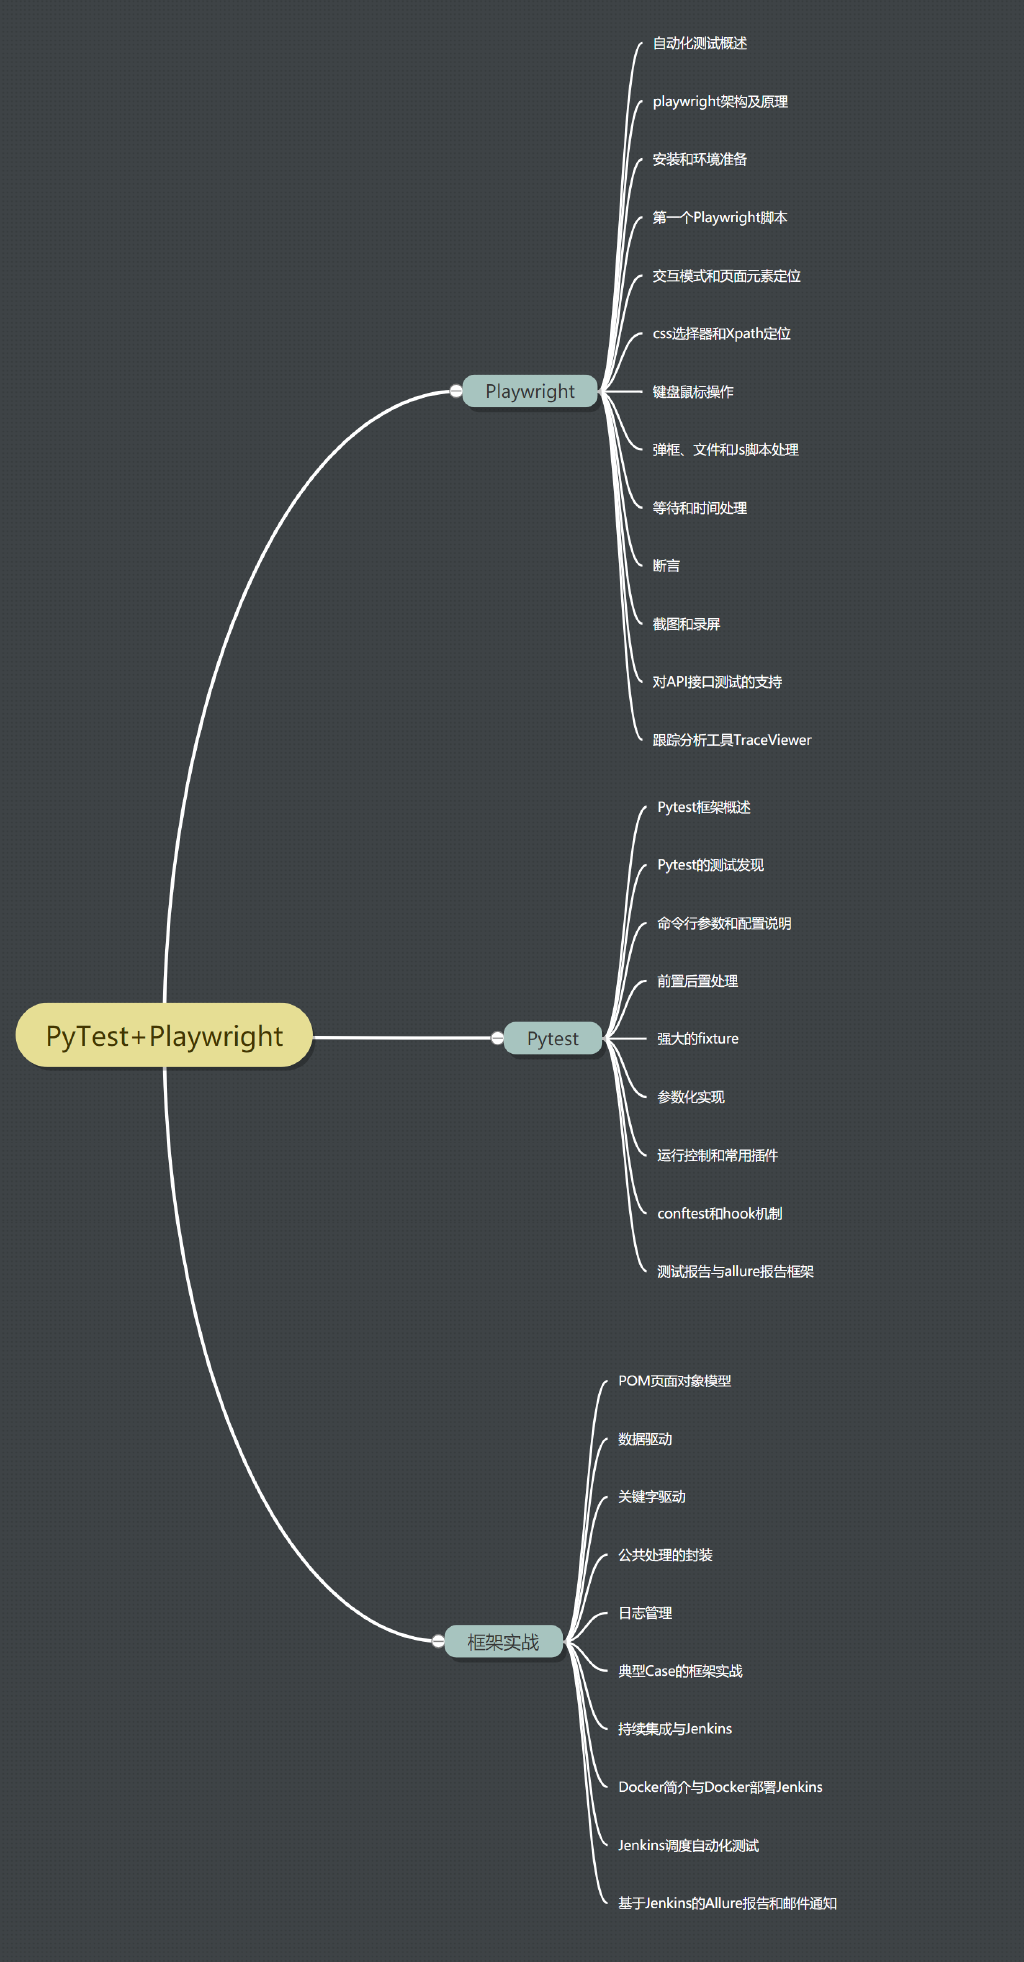 PyTest+Playwright
Playwright
自动化测试概述
playwright架构及原理
安装和环境准备
第一个Playwright脚本
交互模式和页面元素定位
css选择器和Xpath定位
键盘鼠标操作
弹框、文件和Js脚本处理
等待和时间处理
断言
截图和录屏
对API接口测试的支持
跟踪分析工具TraceViewer
Pytest
Pytest框架概述
Pytest的测试发现
命令行参数和配置说明
前置后置处理
强大的fixture
参数化实现
运行控制和常用插件
conftest和hook机制
测试报告与allure报告框架
框架实战
POM页面对象模型
数据驱动
关键字驱动
公共处理的封装
日志管理
典型Case的框架实战
持续集成与Jenkins
Docker简介与Docker部署Jenkins
Jenkins调度自动化测试
基于Jenkins的Allure报告和邮件通知